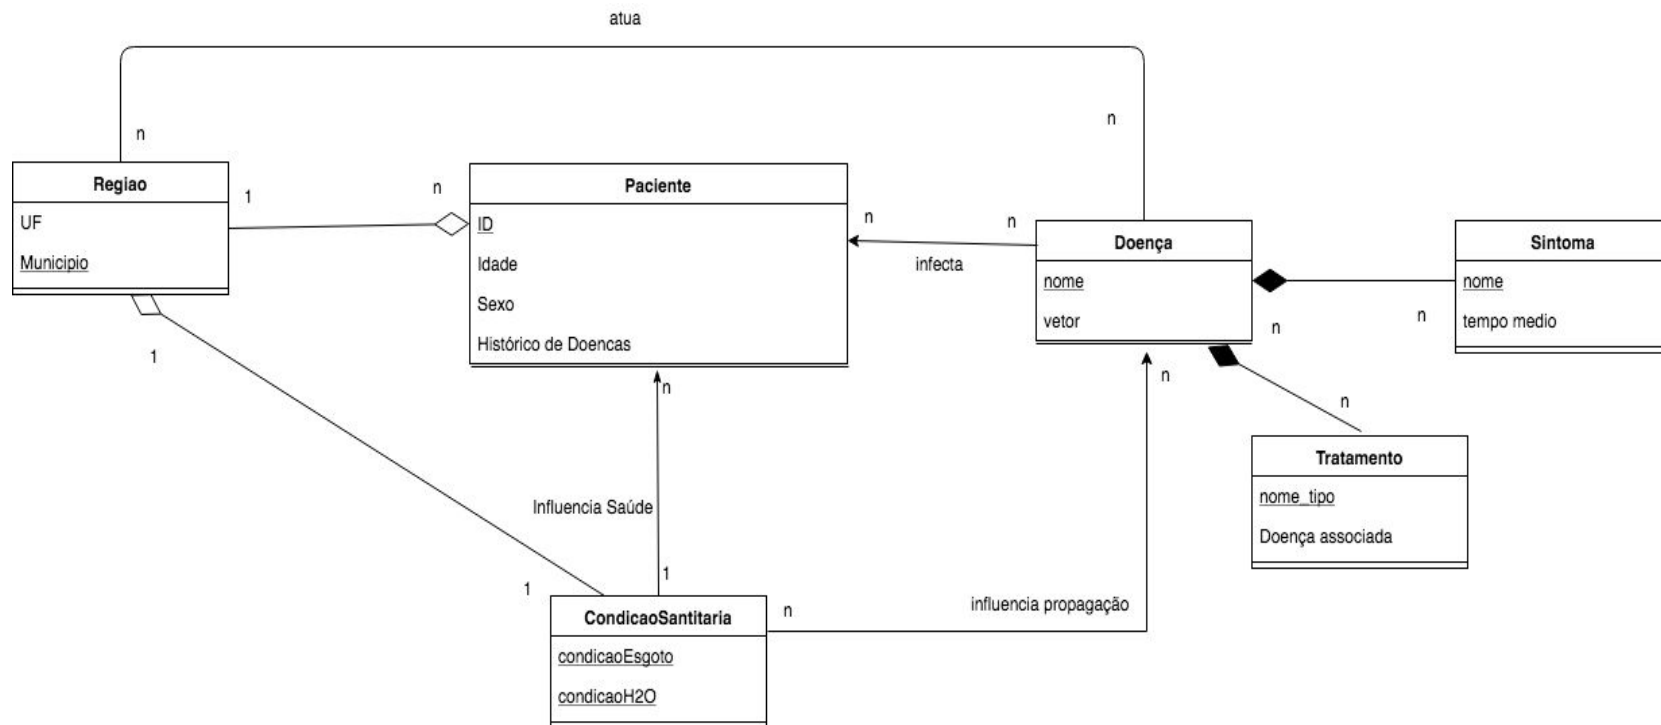 atua
n
n
Regiao
UF
Municipio
1
n
Paciente
ID
Idade
Sexo
Histórico de Doencas
n
n
infecta
Doença
nome
vetor
n
n
Sintoma
nome
tempo medio
1
n
n
n
Tratamento
nome_tipo
Doença associada
Influencia Saúde
1
1
CondicaoSantitaria
condicaoEsgoto
condicaoH2O
n
influencia propagação